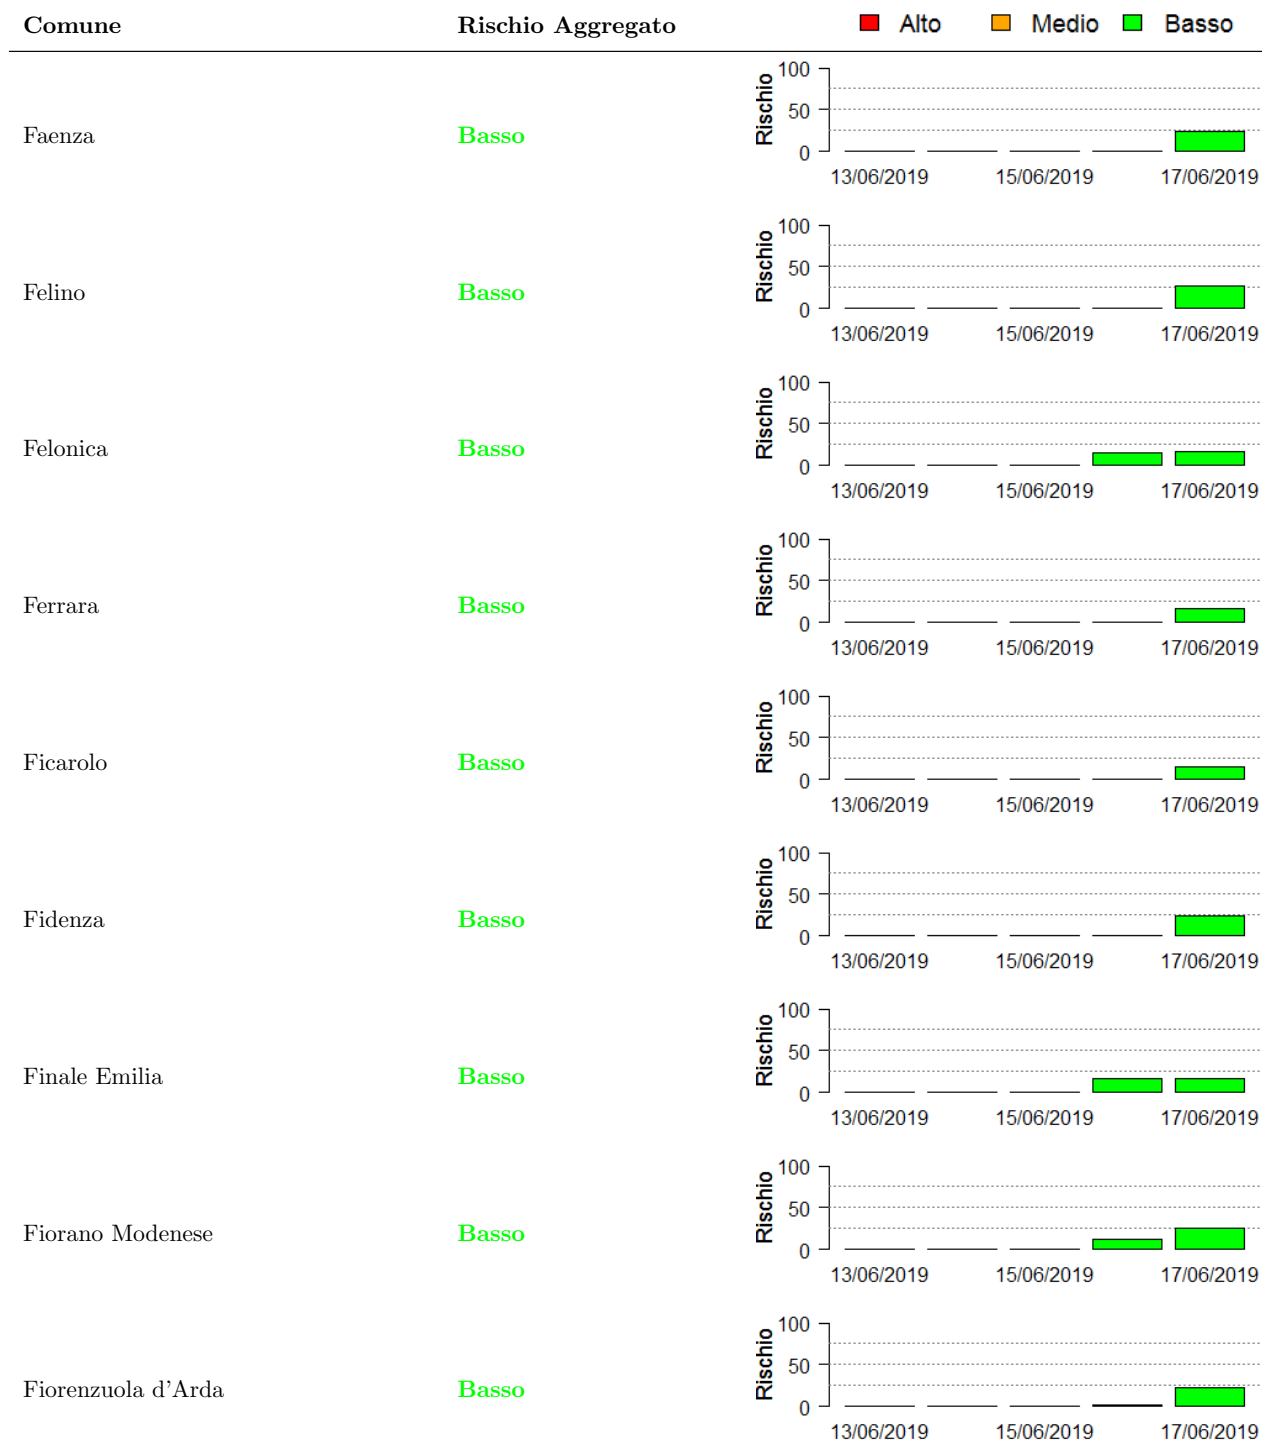 Comune Rischio Aggregato Alto Medio Basso
Faenza Basso
Rischio
100
50
0
13/06/2019 15/06/2019 17/06/2019
Felino Basso
Rischio
100
50
0
13/06/2019 15/06/2019 17/06/2019
Felonica Basso
Rischio
100
50
0
13/06/2019 15/06/2019 17/06/2019
Ferrara Basso
Rischio
100
50
0
13/06/2019 15/06/2019 17/06/2019
Ficarolo Basso
Rischio
100
50
0
13/06/2019 15/06/2019 17/06/2019
Fidenza Basso
Rischio
100
50
0
13/06/2019 15/06/2019 17/06/2019
Finale Emilia Basso
Rischio
100
50
0
13/06/2019 15/06/2019 17/06/2019
Fiorano Modenese Basso
Rischio
100
50
0
13/06/2019 15/06/2019 17/06/2019
Fiorenzuola d'Arda Basso
Rischio
100
50
0
13/06/2019 15/06/2019 17/06/2019